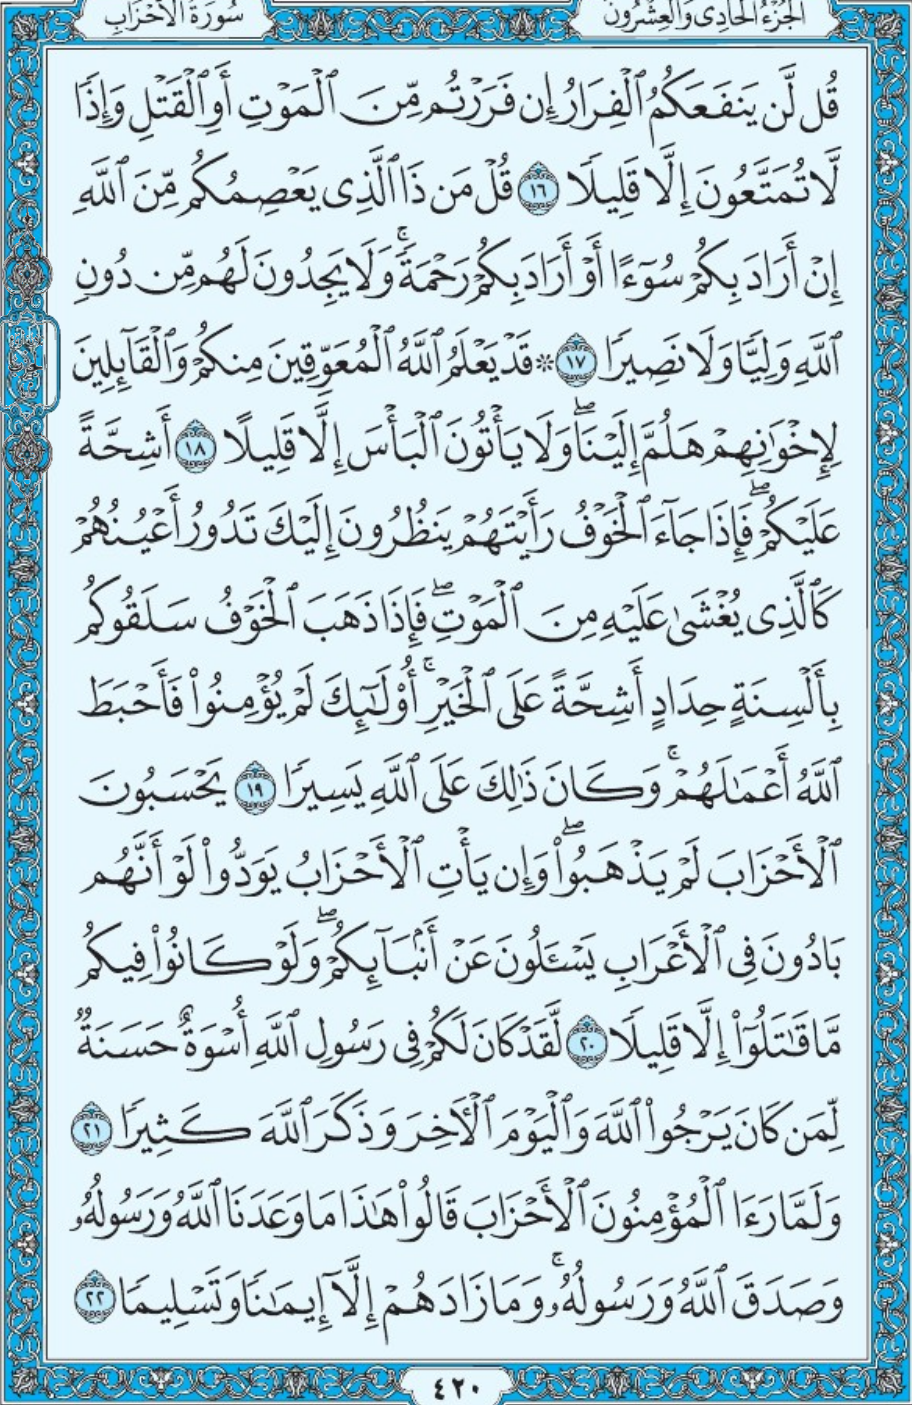 الجُزْءُ الحَادِى وَالعِشْرُونَ
سُورَةُ الأَحْزَابِ
قُل لَّن يَنفَعَكُمُ ٱلْفِرَارُ إِن فَرَرْتُم مِّنَ ٱلْمَوْتِ أَوِ ٱلْقَتْلِ وَإِذًا
لَّا تُمَتَّعُونَ إِلَّا قَلِيلًا ١٦ قُلْ مَن ذَا ٱلَّذِى يَعْصِمُكُم مِّنَ ٱللَّهِ
إِنْ أَرَادَ بِكُمْ سُوٓءًا أَوْ أَرَادَ بِكُمْ رَحْمَةً ۚ وَلَا يَجِدُونَ لَهُم مِّن دُونِ
ٱللَّهِ وَلِيًّا وَلَا نَصِيرًا ١٧ * قَدْ يَعْلَمُ ٱللَّهُ ٱلْمُعَوِّقِينَ مِنكُمْ وَٱلْقَآئِلِينَ
لِإِخْوَٰنِهِمْ هَلُمَّ إِلَيْنَا ۖ وَلَا يَأْتُونَ ٱلْبَأْسَ إِلَّا قَلِيلًا ١٨ أَشِحَّةً
عَلَيْكُمْ ۖ فَإِذَا جَآءَ ٱلْخَوْفُ رَأَيْتَهُمْ يَنظُرُونَ إِلَيْكَ تَدُورُ أَعْيُنُهُمْ
كَٱلَّذِى يُغْشَىٰ عَلَيْهِ مِنَ ٱلْمَوْتِ ۖ فَإِذَا ذَهَبَ ٱلْخَوْفُ سَلَقُوكُم
بِأَلْسِنَةٍ حِدَادٍ أَشِحَّةً عَلَى ٱلْخَيْرِ ۚ أُو۟لَٰٓئِكَ لَمْ يُؤْمِنُوا۟ فَأَحْبَطَ
ٱللَّهُ أَعْمَٰلَهُمْ ۚ وَكَانَ ذَٰلِكَ عَلَى ٱللَّهِ يَسِيرًا ١٩ يَحْسَبُونَ
ٱلْأَحْزَابَ لَمْ يَذْهَبُوا۟ ۖ وَإِن يَأْتِ ٱلْأَحْزَابُ يَوَدُّوا۟ لَوْ أَنَّهُم
بَادُونَ فِى ٱلْأَعْرَابِ يَسْـَٔلُونَ عَنْ أَنۢبَآئِكُمْ ۖ وَلَوْ كَانُوا۟ فِيكُم
مَّا قَٰتَلُوٓا۟ إِلَّا قَلِيلًا ٢٠ لَّقَدْ كَانَ لَكُمْ فِى رَسُولِ ٱللَّهِ أُسْوَةٌ حَسَنَةٌ
لِّمَن كَانَ يَرْجُوا۟ ٱللَّهَ وَٱلْيَوْمَ ٱلْءَاخِرَ وَذَكَرَ ٱللَّهَ كَثِيرًا ٢١
وَلَمَّا رَءَا ٱلْمُؤْمِنُونَ ٱلْأَحْزَابَ قَالُوا۟ هَٰذَا مَا وَعَدَنَا ٱللَّهُ وَرَسُولُهُۥ
وَصَدَقَ ٱللَّهُ وَرَسُولُهُۥ ۚ وَمَا زَادَهُمْ إِلَّآ إِيمَٰنًا وَتَسْلِيمًا ٢٢
٤٢٠